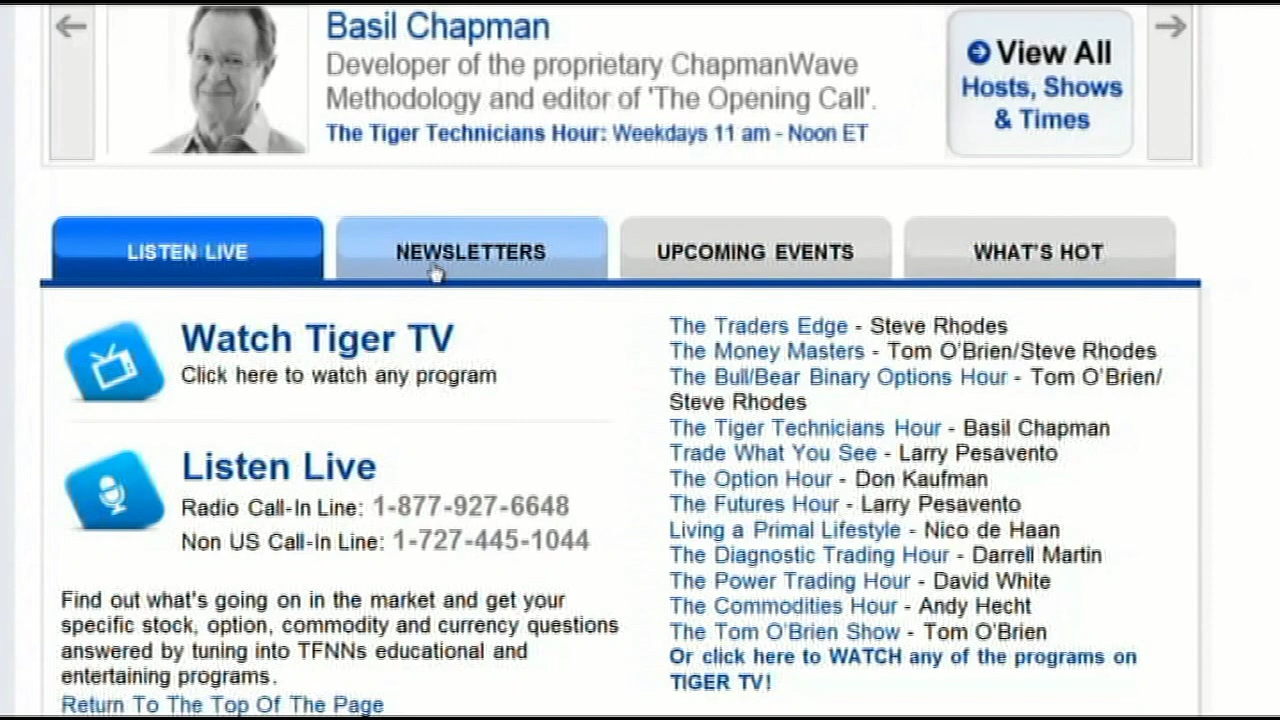 Basil Chapman
Developer of the proprietary ChapmanWave
Methodology and editor of 'The Opening Call'.
The Tiger Technicians Hour: Weekdays 11 am - Noon ET
View All
Hosts, Shows
& Times
LISTEN LIVE
NEWSLETTERS
UPCOMING EVENTS
WHAT'S HOT
Watch Tiger TV
Click here to watch any program
Listen Live
Radio Call-In Line: 1-877-927-6648
Non US Call-In Line: 1-727-445-1044
Find out what's going on in the market and get your
specific stock, option, commodity and currency questions
answered by tuning into TFNNs educational and
entertaining programs.
Return To The Top Of The Page
The Traders Edge - Steve Rhodes
The Money Masters - Tom O'Brien/Steve Rhodes
The Bull/Bear Binary Options Hour - Tom O'Brien/
Steve Rhodes
The Tiger Technicians Hour - Basil Chapman
Trade What You See - Larry Pesavento
The Option Hour - Don Kaufman
The Futures Hour - Larry Pesavento
Living a Primal Lifestyle - Nico de Haan
The Diagnostic Trading Hour - Darrell Martin
The Power Trading Hour - David White
The Commodities Hour - Andy Hecht
The Tom O'Brien Show - Tom O'Brien
Or click here to WATCH any of the programs on
TIGER TV!